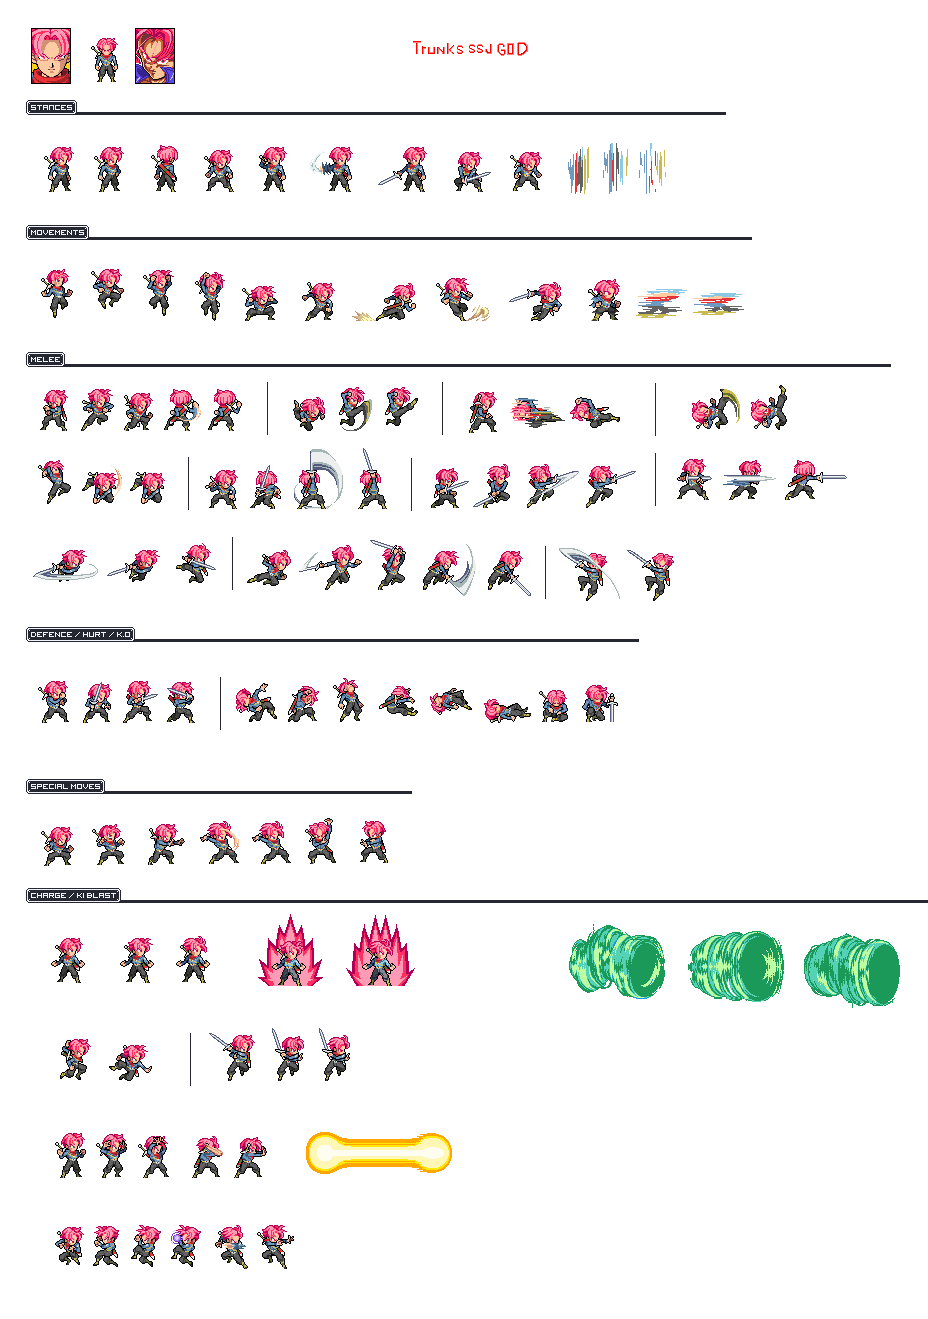 Trunks SSJ GOD
STANCES
MOVEMENTS
MELEE
DEFENCE / HURT / K.O
SPECIAL MOVES
CHARGE / KI BLAST